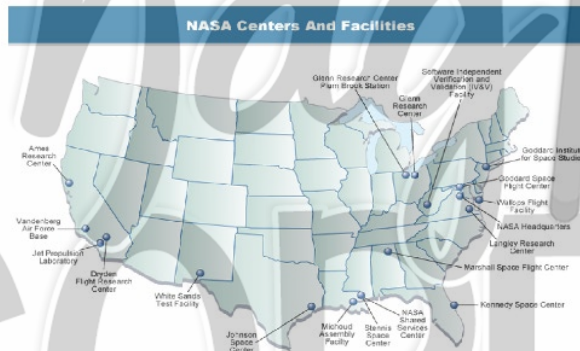 NASA Centers And Facilities
Glenn Research Center
Plum Brook Station
Software Independent
Verification and
Validation (IV&V)
Facility
Glenn
Research
Center
Ames
Research
Center
Goddard Institut
for Space Studie
Goddard Space
Flight Center
Wallops Flight
Facility
NASA Headquarters
Langley Research
Center
Marshall Space Flight Center
Kennedy Space Center
Vandenberg
Air Force
Base
Jet Propulsion
Laboratory
Dryden
Flight Research
Center
White Sands
Test Facility
Johnson
Space
Center
Michoud
Assembly
Facility
Stennis
Space
Center
NASA
Shared
Services
Center